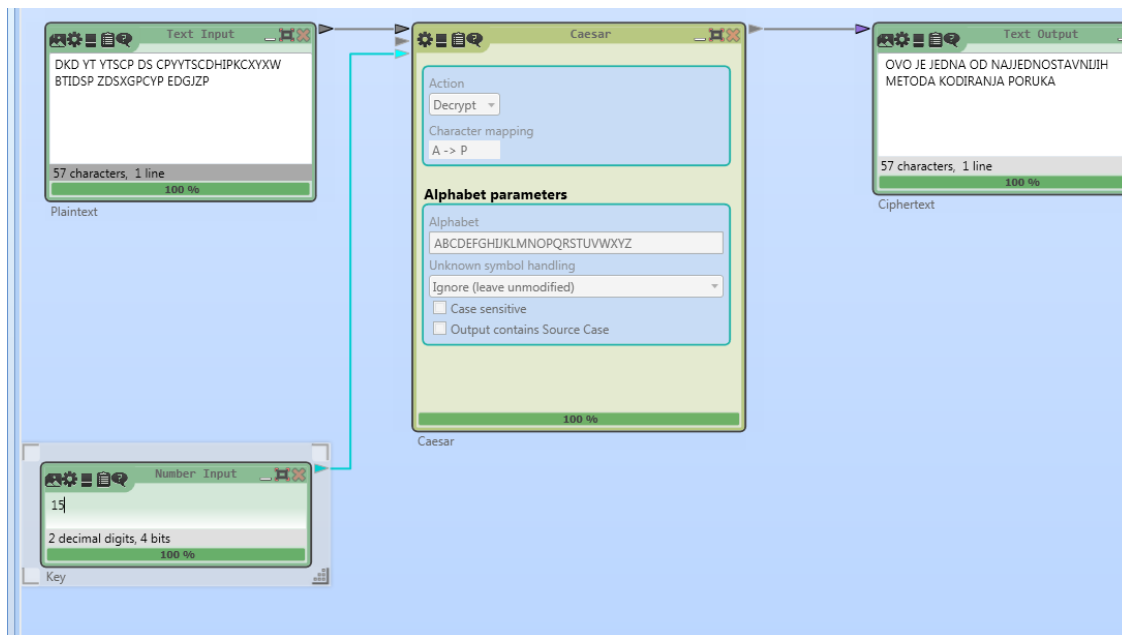 Text Input
DKD YT YTSCP DS CPYYTSCDHIPKCXYXW
BTIDSP ZDSXGPCYP EDGJZP
57 characters, 1 line
100 %
Plaintext
Caesar
Action
Decrypt
Character mapping
A -> P
Alphabet parameters
Alphabet
ABCDEFGHIJKLMNOPQRSTUVWXYZ
Unknown symbol handling
Ignore (leave unmodified)
Case sensitive
Output contains Source Case
100 %
Caesar
Text Output
OVO JE JEDNA OD NAJJEDNOSTAVNIJIH
METODA KODIRANJA PORUKA
57 characters, 1 line
100 %
Ciphertext
Number Input
15
2 decimal digits, 4 bits
100 %
Key